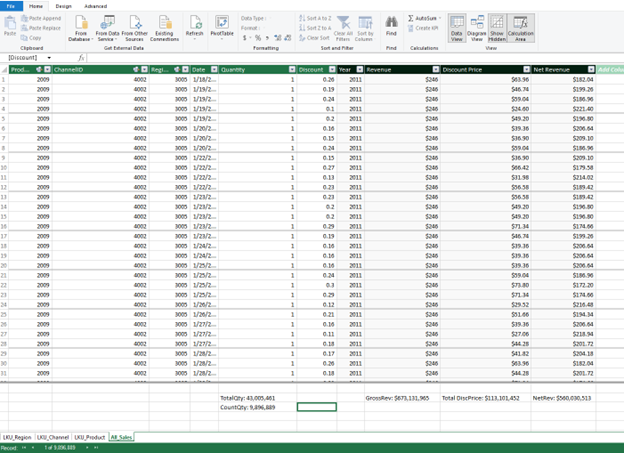 File Home Design Advanced
Paste Append
Paste Replace
Copy
Paste
From Database
From Data Service
From Other Sources
Existing Connections
Refresh
PivotTable
Data Type :
Format :
$ % ,
Sort A to Z
Sort Z to A
Clear Sort
Clear All Filters
Sort by Column
Find
AutoSum
Create KPI
Data View
Diagram View
Show Hidden
Calculation Area
Clipboard Get External Data Formatting Sort and Filter Find Calculations View
[Discount] fx
Prod... ChannelID Regi... Date Quantity Discount Year Revenue Discount Price Net Revenue Add Colu
1 2009 4002 3005 1/18/2... 1 0.26 2011 $246 $63.96 $182.04
2 2009 4002 3005 1/19/2... 1 0.19 2011 $246 $46.74 $199.26
3 2009 4002 3005 1/19/2... 1 0.24 2011 $246 $59.04 $186.96
4 2009 4002 3005 1/19/2... 1 0.1 2011 $246 $24.60 $221.40
5 2009 4002 3005 1/19/2... 1 0.2 2011 $246 $49.20 $196.80
6 2009 4002 3005 1/20/2... 1 0.16 2011 $246 $39.36 $206.64
7 2009 4002 3005 1/20/2... 1 0.15 2011 $246 $36.90 $209.10
8 2009 4002 3005 1/20/2... 1 0.24 2011 $246 $59.04 $186.96
9 2009 4002 3005 1/22/2... 1 0.15 2011 $246 $36.90 $209.10
10 2009 4002 3005 1/22/2... 1 0.27 2011 $246 $66.42 $179.58
11 2009 4002 3005 1/22/2... 1 0.13 2011 $246 $31.98 $214.02
12 2009 4002 3005 1/23/2... 1 0.23 2011 $246 $56.58 $189.42
13 2009 4002 3005 1/23/2... 1 0.23 2011 $246 $56.58 $189.42
14 2009 4002 3005 1/23/2... 1 0.2 2011 $246 $49.20 $196.80
15 2009 4002 3005 1/23/2... 1 0.2 2011 $246 $49.20 $196.80
16 2009 4002 3005 1/23/2... 1 0.29 2011 $246 $71.34 $174.66
17 2009 4002 3005 1/23/2... 1 0.19 2011 $246 $46.74 $199.26
18 2009 4002 3005 1/24/2... 1 0.16 2011 $246 $39.36 $206.64
19 2009 4002 3005 1/24/2... 1 0.16 2011 $246 $39.36 $206.64
20 2009 4002 3005 1/25/2... 1 0.16 2011 $246 $39.36 $206.64
21 2009 4002 3005 1/25/2... 1 0.24 2011 $246 $59.04 $186.96
22 2009 4002 3005 1/25/2... 1 0.3 2011 $246 $73.80 $172.20
23 2009 4002 3005 1/25/2... 1 0.29 2011 $246 $71.34 $174.66
24 2009 4002 3005 1/26/2... 1 0.12 2011 $246 $29.52 $216.48
25 2009 4002 3005 1/26/2... 1 0.21 2011 $246 $51.66 $194.34
26 2009 4002 3005 1/27/2... 1 0.16 2011 $246 $39.36 $206.64
27 2009 4002 3005 1/27/2... 1 0.11 2011 $246 $27.06 $218.94
28 2009 4002 3005 1/27/2... 1 0.18 2011 $246 $44.28 $201.72
29 2009 4002 3005 1/28/2... 1 0.17 2011 $246 $41.82 $204.18
30 2009 4002 3005 1/28/2... 1 0.26 2011 $246 $63.96 $182.04
31 2009 4002 3005 1/28/2... 1 0.18 2011 $246 $44.28 $201.72
TotalQty: 43,005,461 GrossRev: $673,131,965 Total DiscPrice: $113,101,452 NetRev: $560,030,513
CountQty: 9,896,889
LKU_Region LKU_Channel LKU_Product All_Sales
Record: 1 of 9,896,889